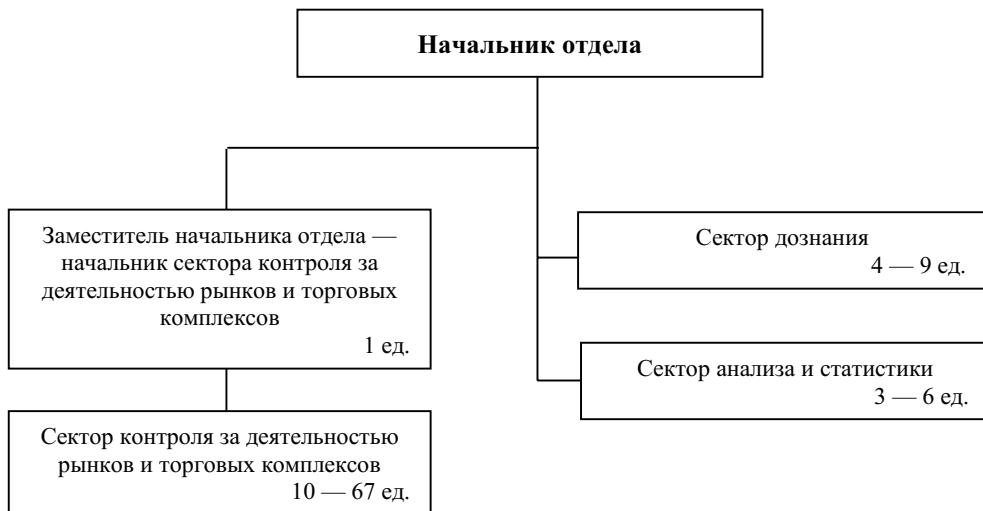 Начальник отдела
Заместитель начальника отдела —
начальник сектора контроля за
деятельностью рынков и торговых
комплексов
1 ед.
Сектор контроля за деятельностью
рынков и торговых комплексов
10 — 67 ед.
Сектор дознания
4 — 9 ед.
Сектор анализа и статистики
3 — 6 ед.